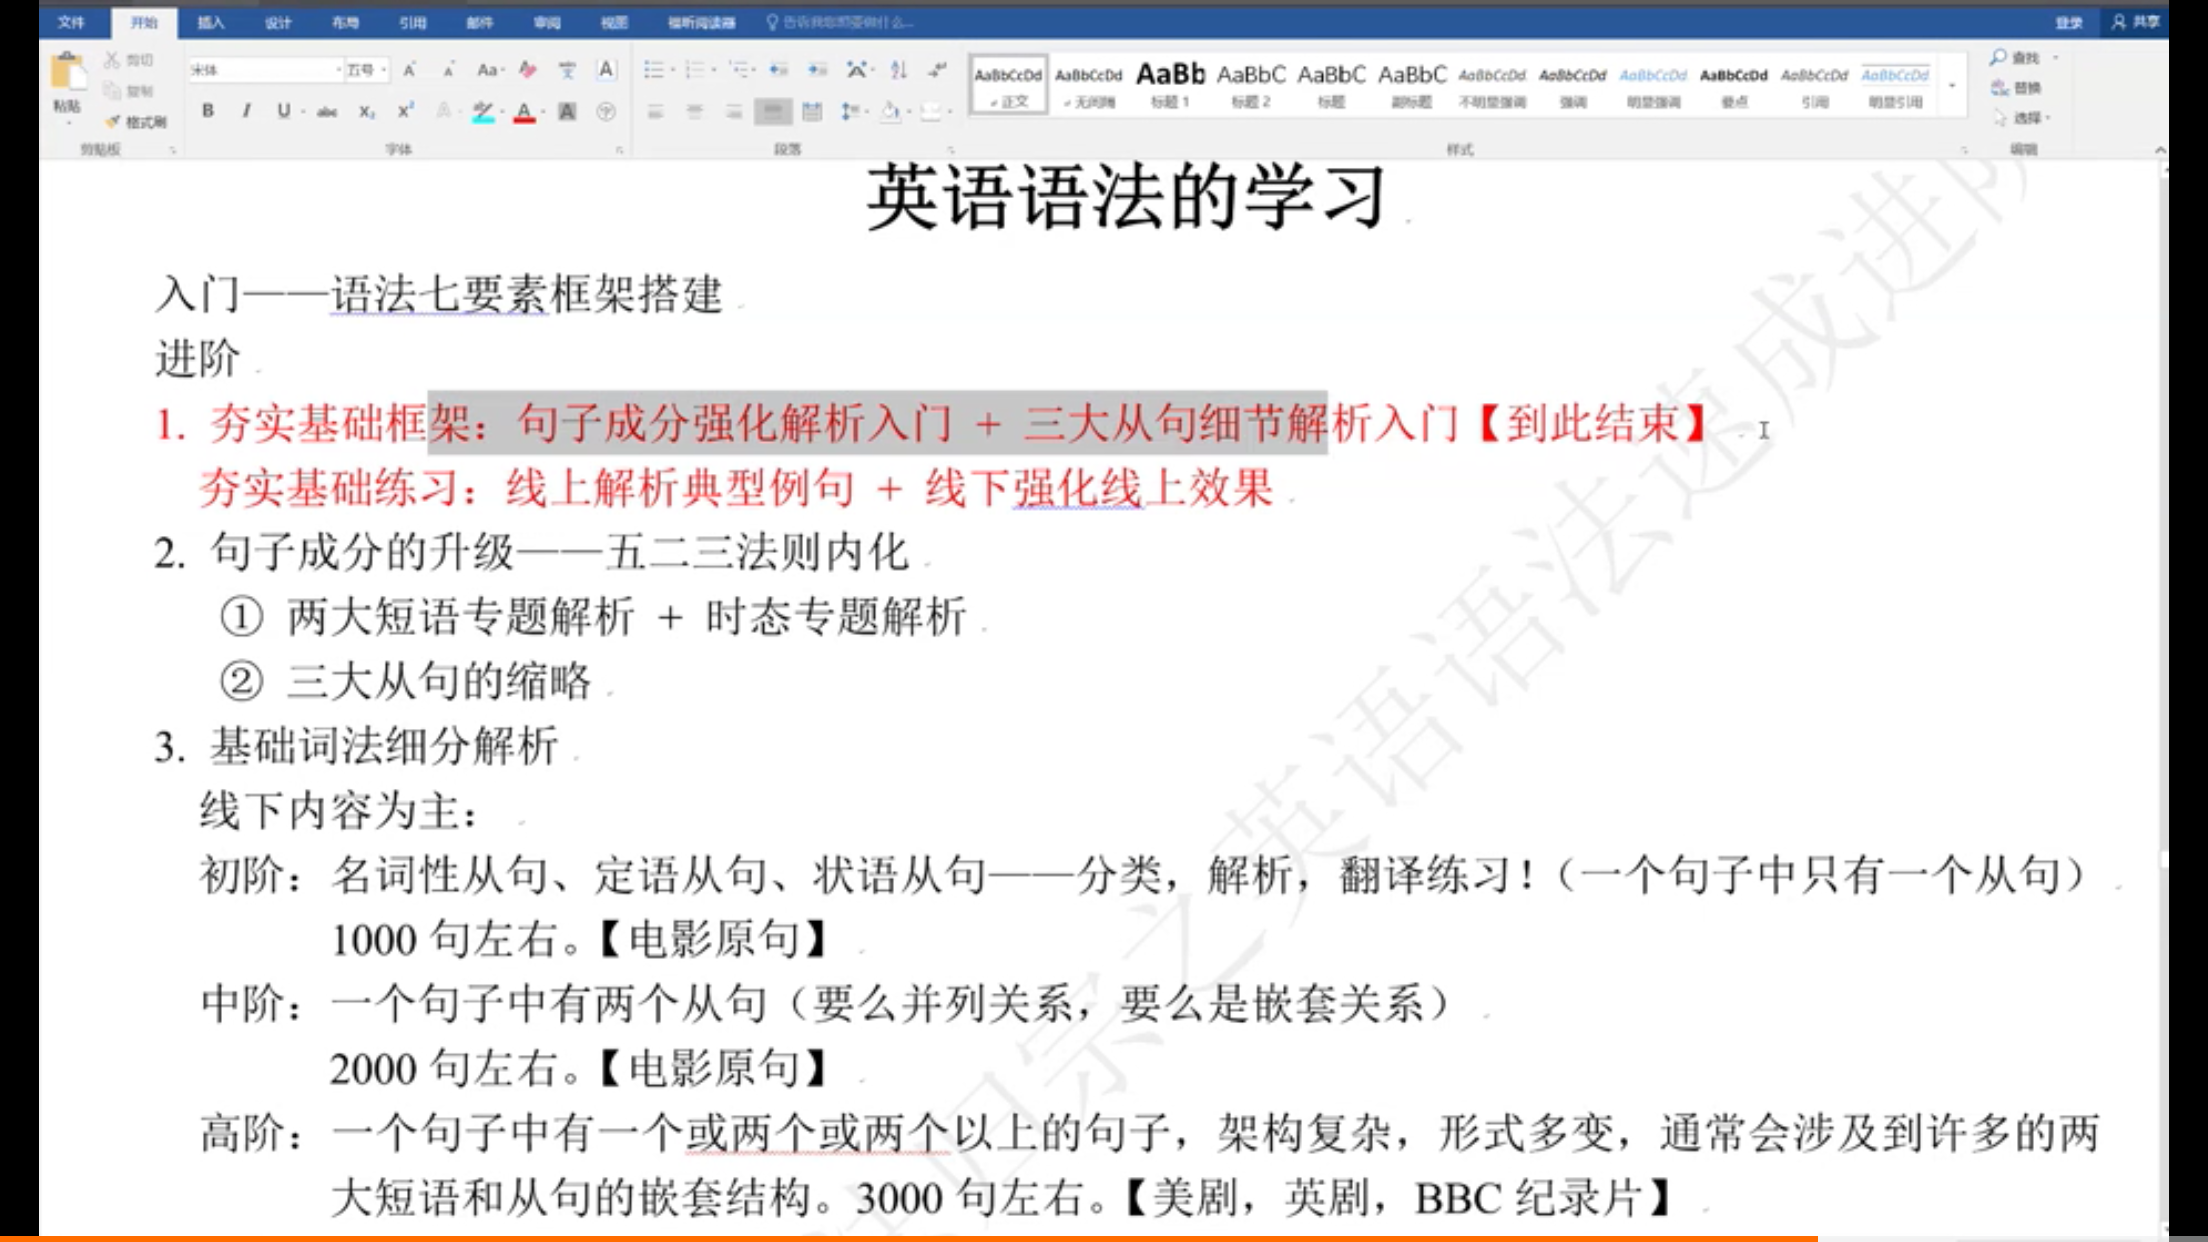 文件 开始 插入 设计 布局 引用 邮件 审阅 视图 福昕阅读器 告诉我您想要做什么... 登录 共享
剪切
复制
粘贴 格式刷
宋体 五号
AaBbCcDd AaBbCcDd AaBb AaBbC AaBbC AaBbC AaBbCcDd AaBbCcDd AaBbCcDd AaBbCcDd AaBbCcDd AaBbCcDd
正文 无间隔 标题 1 标题 2 标题 副标题 不明显强调 强调 明显强调 要点 引用 明显引用
查找
替换
选择
剪贴板 字体 段落 样式 编辑
英语语法的学习
入门——语法七要素框架搭建
进阶
1. 夯实基础框架：句子成分强化解析入门 + 三大从句细节解析入门【到此结束】
夯实基础练习：线上解析典型例句 + 线下强化线上效果
2. 句子成分的升级——五二三法则内化
① 两大短语专题解析 + 时态专题解析
② 三大从句的缩略
3. 基础词法细分解析
线下内容为主：
初阶：名词性从句、定语从句、状语从句——分类，解析，翻译练习！（一个句子中只有一个从句）
1000 句左右。【电影原句】
中阶：一个句子中有两个从句（要么并列关系，要么是嵌套关系）
2000 句左右。【电影原句】
高阶：一个句子中有一个或两个或两个以上的句子，架构复杂，形式多变，通常会涉及到许多的两
大短语和从句的嵌套结构。3000 句左右。【美剧，英剧，BBC 纪录片】
归宗之英语语法速成进阶